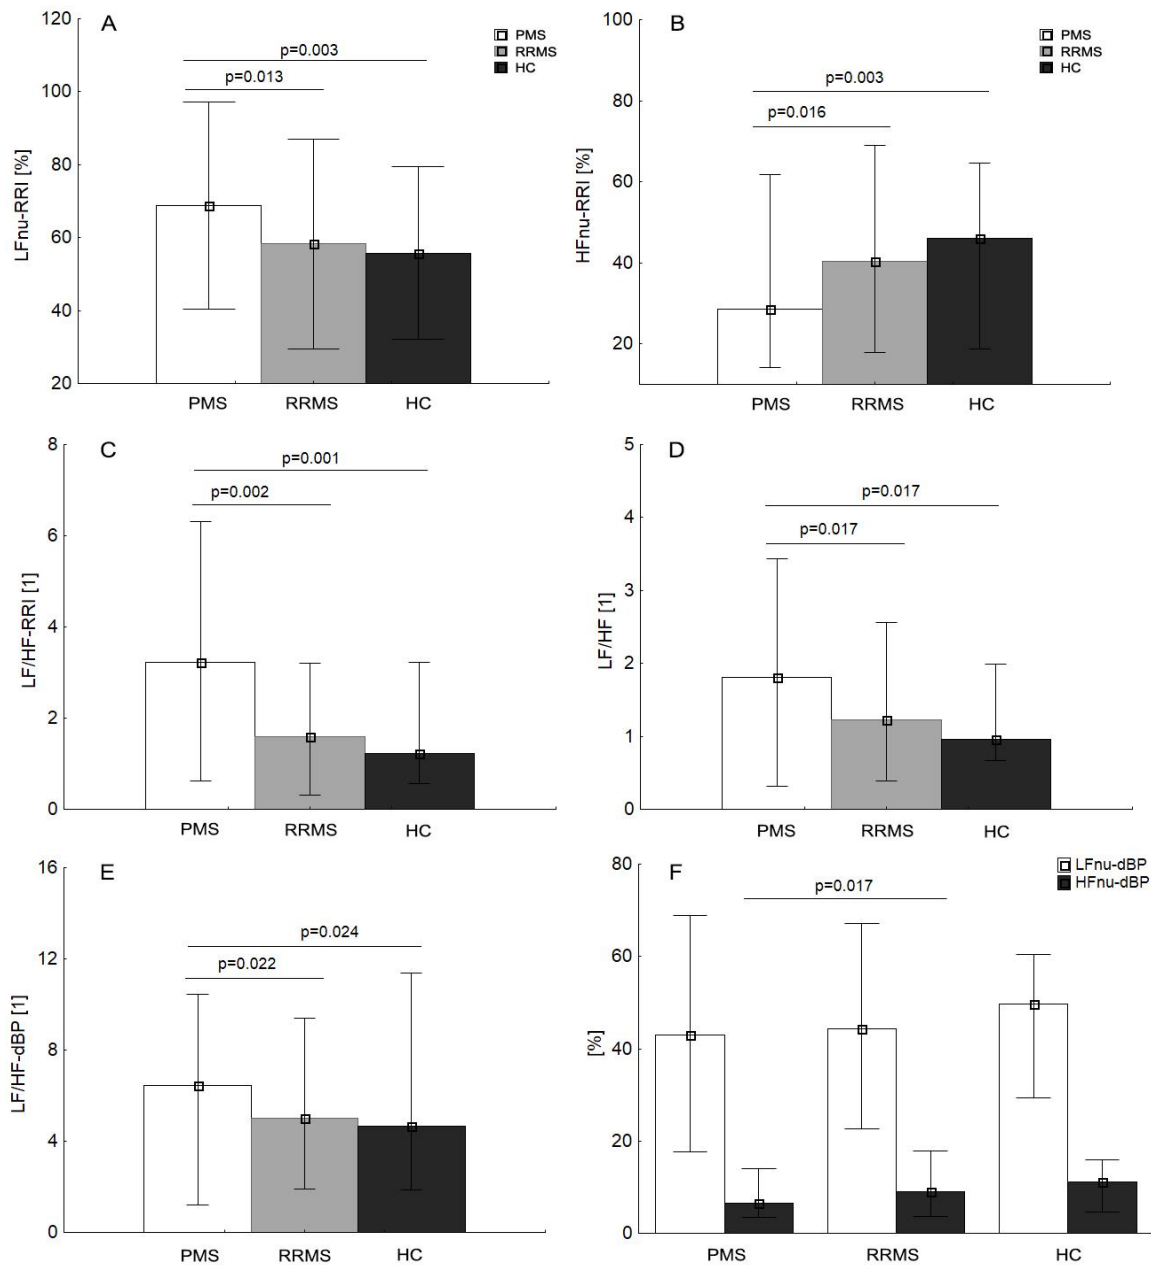 A
PMS
RRMS
HC
p=0.003
p=0.013
LFnu-RRI [%]
120
100
80
60
40
20
PMS RRMS HC
B
PMS
RRMS
HC
p=0.003
p=0.016
HFnu-RRI [%]
100
80
60
40
20
PMS RRMS HC
C
p=0.001
p=0.002
LF/HF-RRI [1]
8
6
4
2
0
PMS RRMS HC
D
p=0.017
p=0.017
LF/HF [1]
5
4
3
2
1
0
PMS RRMS HC
E
p=0.024
p=0.022
LF/HF-dBP [1]
16
12
8
4
0
PMS RRMS HC
F
LFnu-dBP
HFnu-dBP
p=0.017
[%]
80
60
40
20
0
PMS RRMS HC